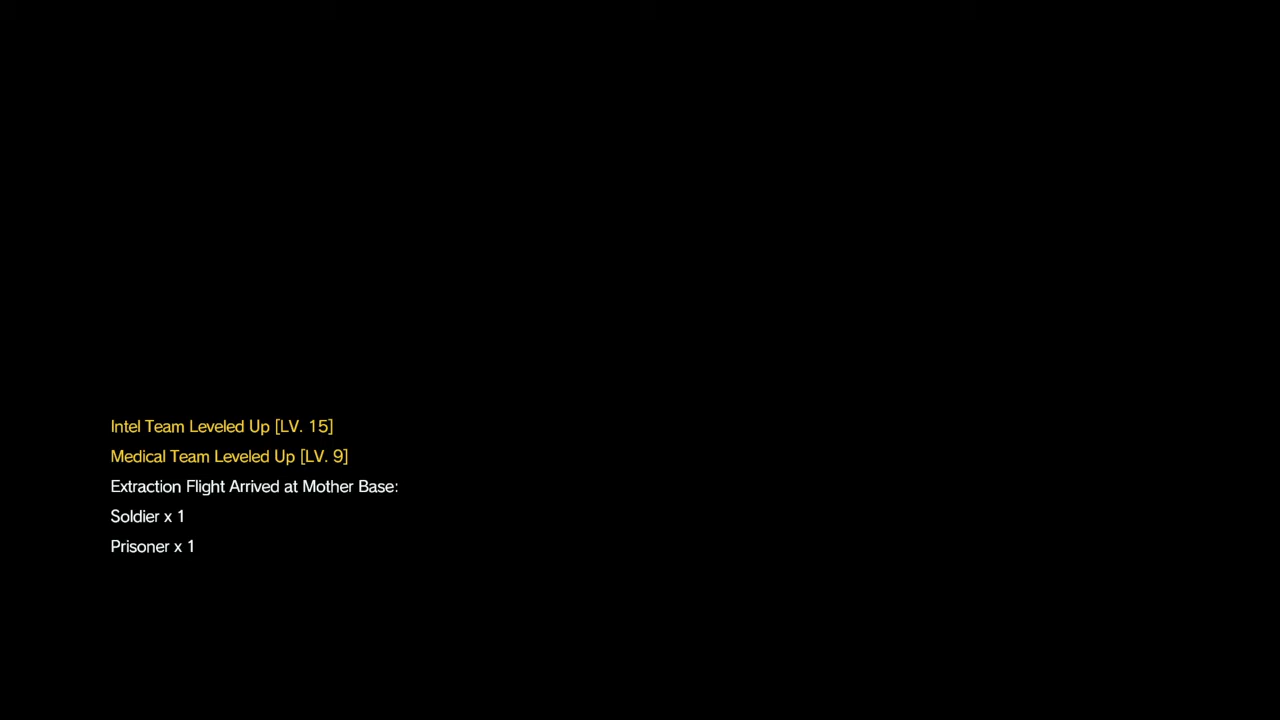 Intel Team Leveled Up [LV. 15]
Medical Team Leveled Up [LV. 9]
Extraction Flight Arrived at Mother Base:
Soldier x 1
Prisoner x 1